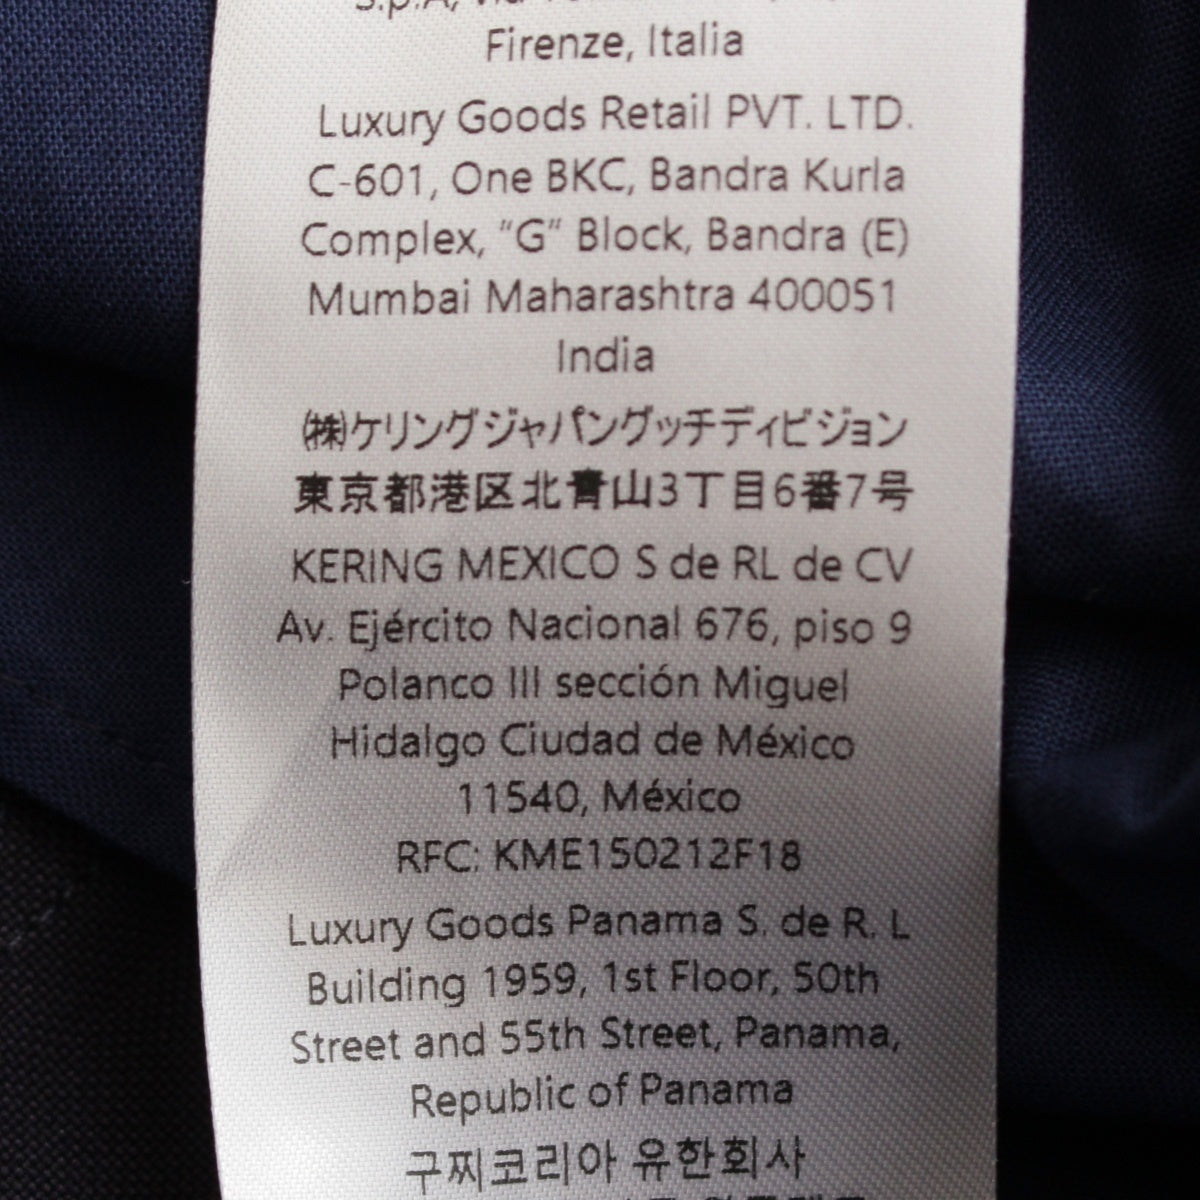 S.p.A, Via
Firenze, Italia
Luxury Goods Retail PVT. LTD.
C-601, One BKC, Bandra Kurla
Complex, "G" Block, Bandra (E)
Mumbai Maharashtra 400051
India
㈱ケリングジャパングッチディビジョン
東京都港区北青山3丁目6番7号
KERING MEXICO S de RL de CV
Av. Ejército Nacional 676, piso 9
Polanco III sección Miguel
Hidalgo Ciudad de México
11540, México
RFC: KME150212F18
Luxury Goods Panama S. de R. L
Building 1959, 1st Floor, 50th
Street and 55th Street, Panama,
Republic of Panama
구찌코리아 유한회사